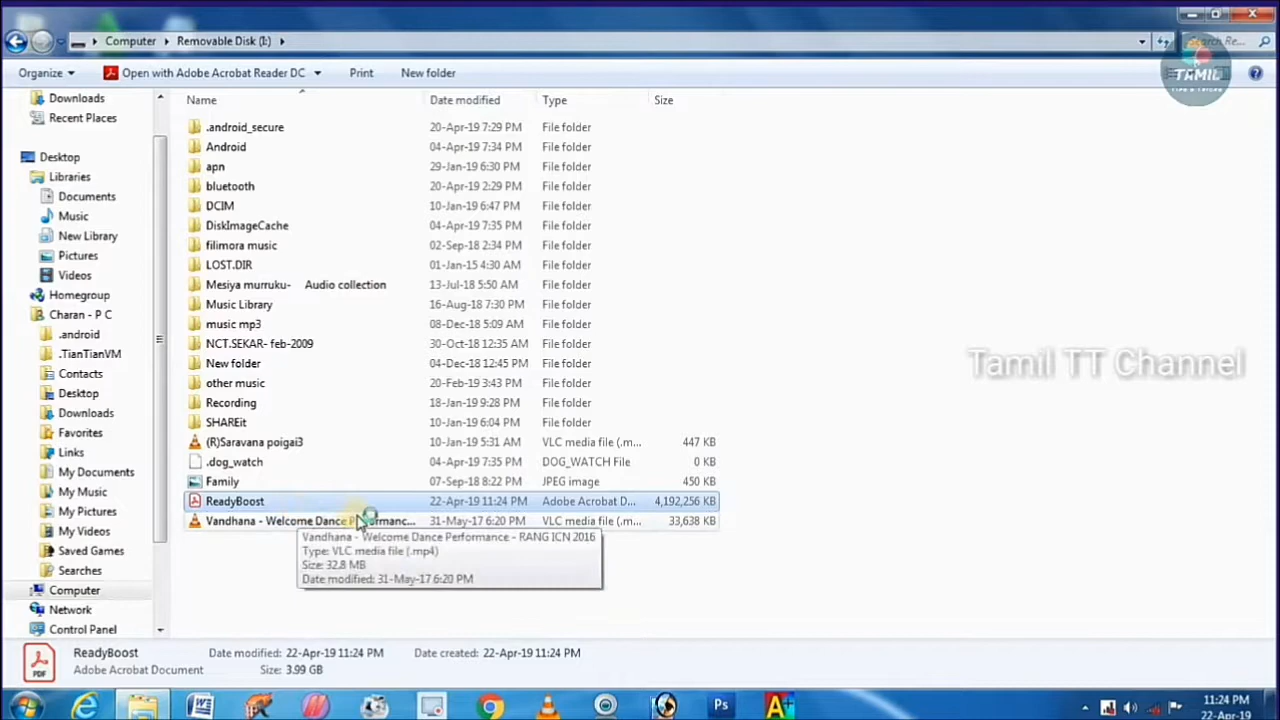 Computer Removable Disk (I:) Search Re...
Organize Open with Adobe Acrobat Reader DC Print New folder
TAMIL
TIPS & TRICKS
Downloads
Recent Places
Desktop
Libraries
Documents
Music
New Library
Pictures
Videos
Homegroup
Charan - P C
.android
.TianTianVM
Contacts
Desktop
Downloads
Favorites
Links
My Documents
My Music
My Pictures
My Videos
Saved Games
Searches
Computer
Network
Control Panel
Name Date modified Type Size
.android_secure 20-Apr-19 7:29 PM File folder
Android 04-Apr-19 7:34 PM File folder
apn 29-Jan-19 6:30 PM File folder
bluetooth 20-Apr-19 2:29 PM File folder
DCIM 10-Jan-19 6:47 PM File folder
DiskImageCache 04-Apr-19 7:35 PM File folder
filimora music 02-Sep-18 2:34 PM File folder
LOST.DIR 01-Jan-15 4:30 AM File folder
Mesiya murruku- Audio collection 13-Jul-18 5:50 AM File folder
Music Library 16-Aug-18 7:30 PM File folder
music mp3 08-Dec-18 5:09 AM File folder
NCT.SEKAR- feb-2009 30-Oct-18 12:35 AM File folder
New folder 04-Dec-18 12:45 PM File folder
other music 20-Feb-19 3:43 PM File folder
Recording 18-Jan-19 9:28 PM File folder
SHAREit 10-Jan-19 6:04 PM File folder
(R)Saravana poigai3 10-Jan-19 5:31 AM VLC media file (.m... 447 KB
.dog_watch 04-Apr-19 7:35 PM DOG_WATCH File 0 KB
Family 07-Sep-18 8:22 PM JPEG image 450 KB
ReadyBoost 22-Apr-19 11:24 PM Adobe Acrobat D... 4,192,256 KB
Vandhana - Welcome Dance Performanc... 31-May-17 6:20 PM VLC media file (.m... 33,638 KB
Vandhana - Welcome Dance Performance - RANG ICN 2016
Type: VLC media file (.mp4)
Size: 32.8 MB
Date modified: 31-May-17 6:20 PM
Tamil TT Channel
ReadyBoost Date modified: 22-Apr-19 11:24 PM Date created: 22-Apr-19 11:24 PM
Adobe Acrobat Document Size: 3.99 GB
PDF
W
Ps
A+
11:24 PM
22-Apr-19